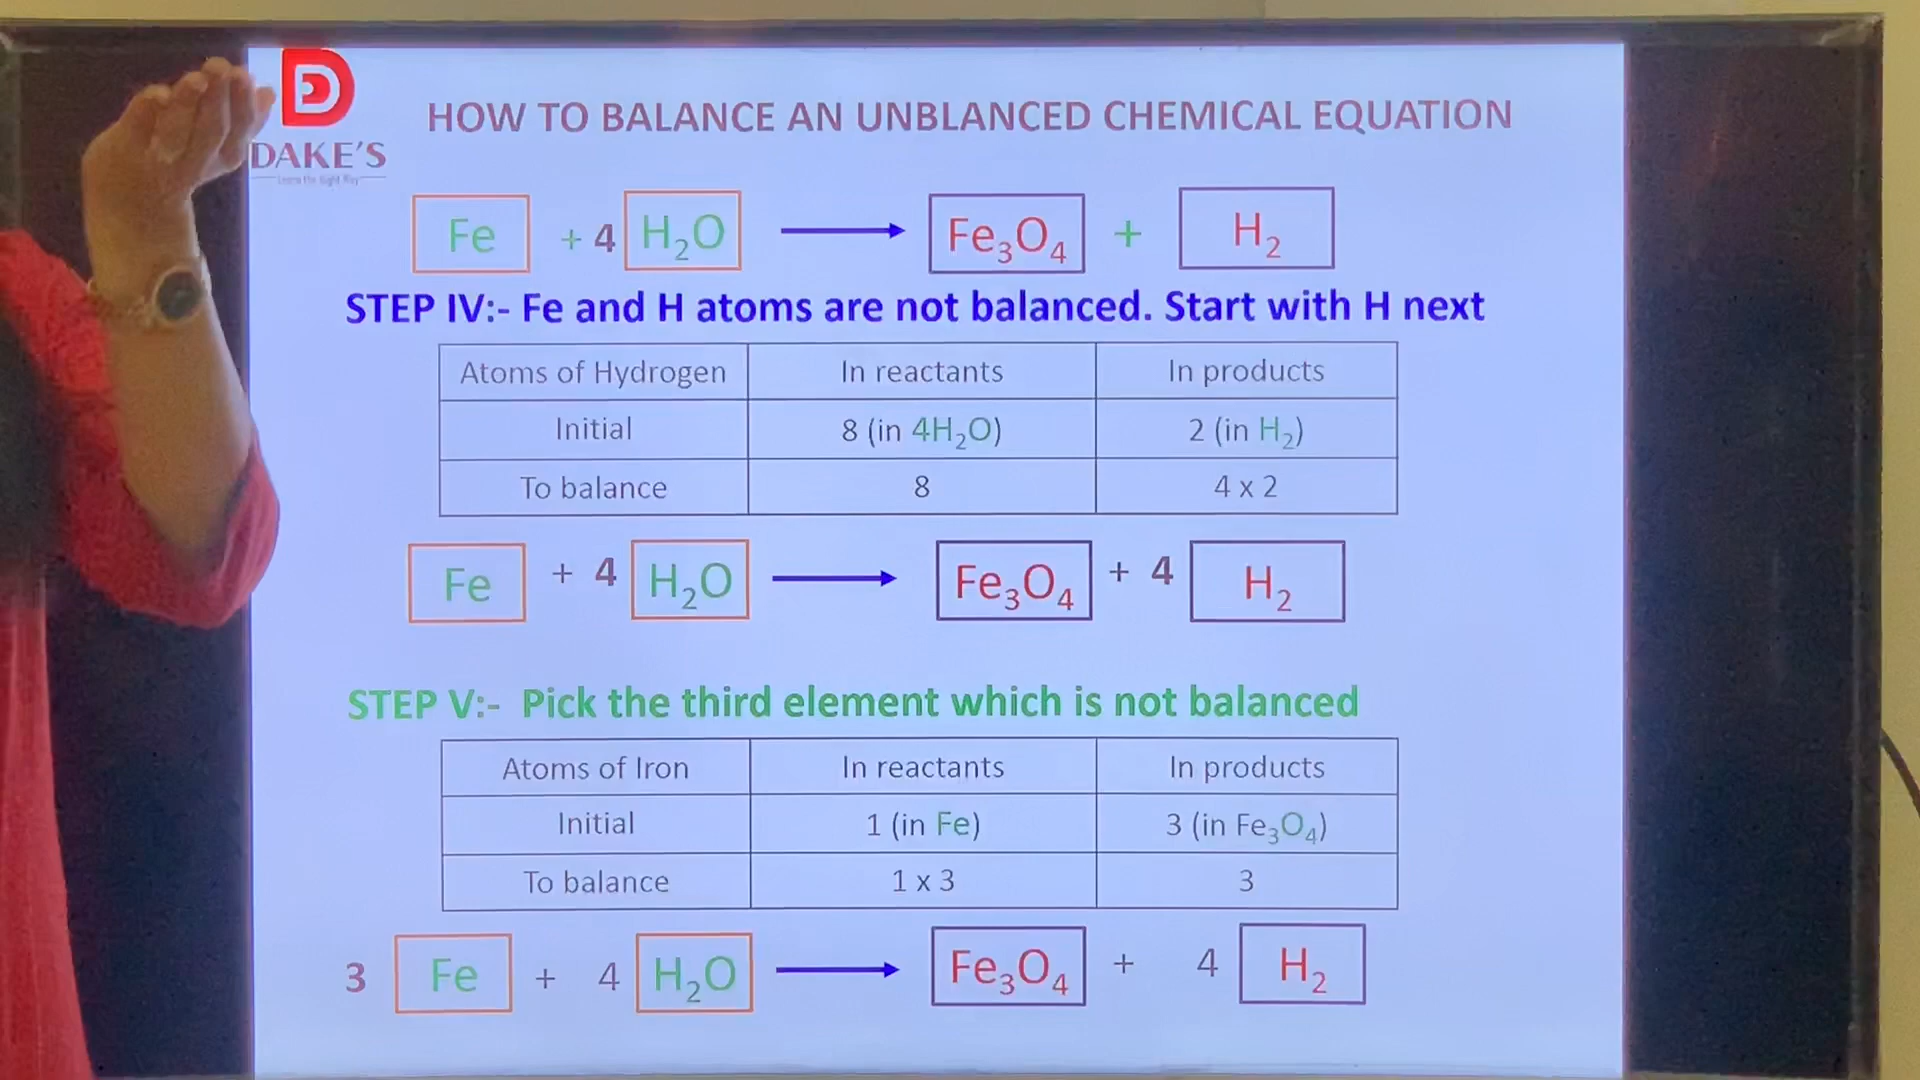 D
DAKE'S
Learn the Right Way
HOW TO BALANCE AN UNBLANCED CHEMICAL EQUATION
Fe + 4 H₂O → Fe₃O₄ + H₂
STEP IV:- Fe and H atoms are not balanced. Start with H next
Atoms of Hydrogen In reactants In products
Initial 8 (in 4H₂O) 2 (in H₂)
To balance 8 4 x 2
Fe + 4 H₂O → Fe₃O₄ + 4 H₂
STEP V:- Pick the third element which is not balanced
Atoms of Iron In reactants In products
Initial 1 (in Fe) 3 (in Fe₃O₄)
To balance 1 x 3 3
3 Fe + 4 H₂O → Fe₃O₄ + 4 H₂